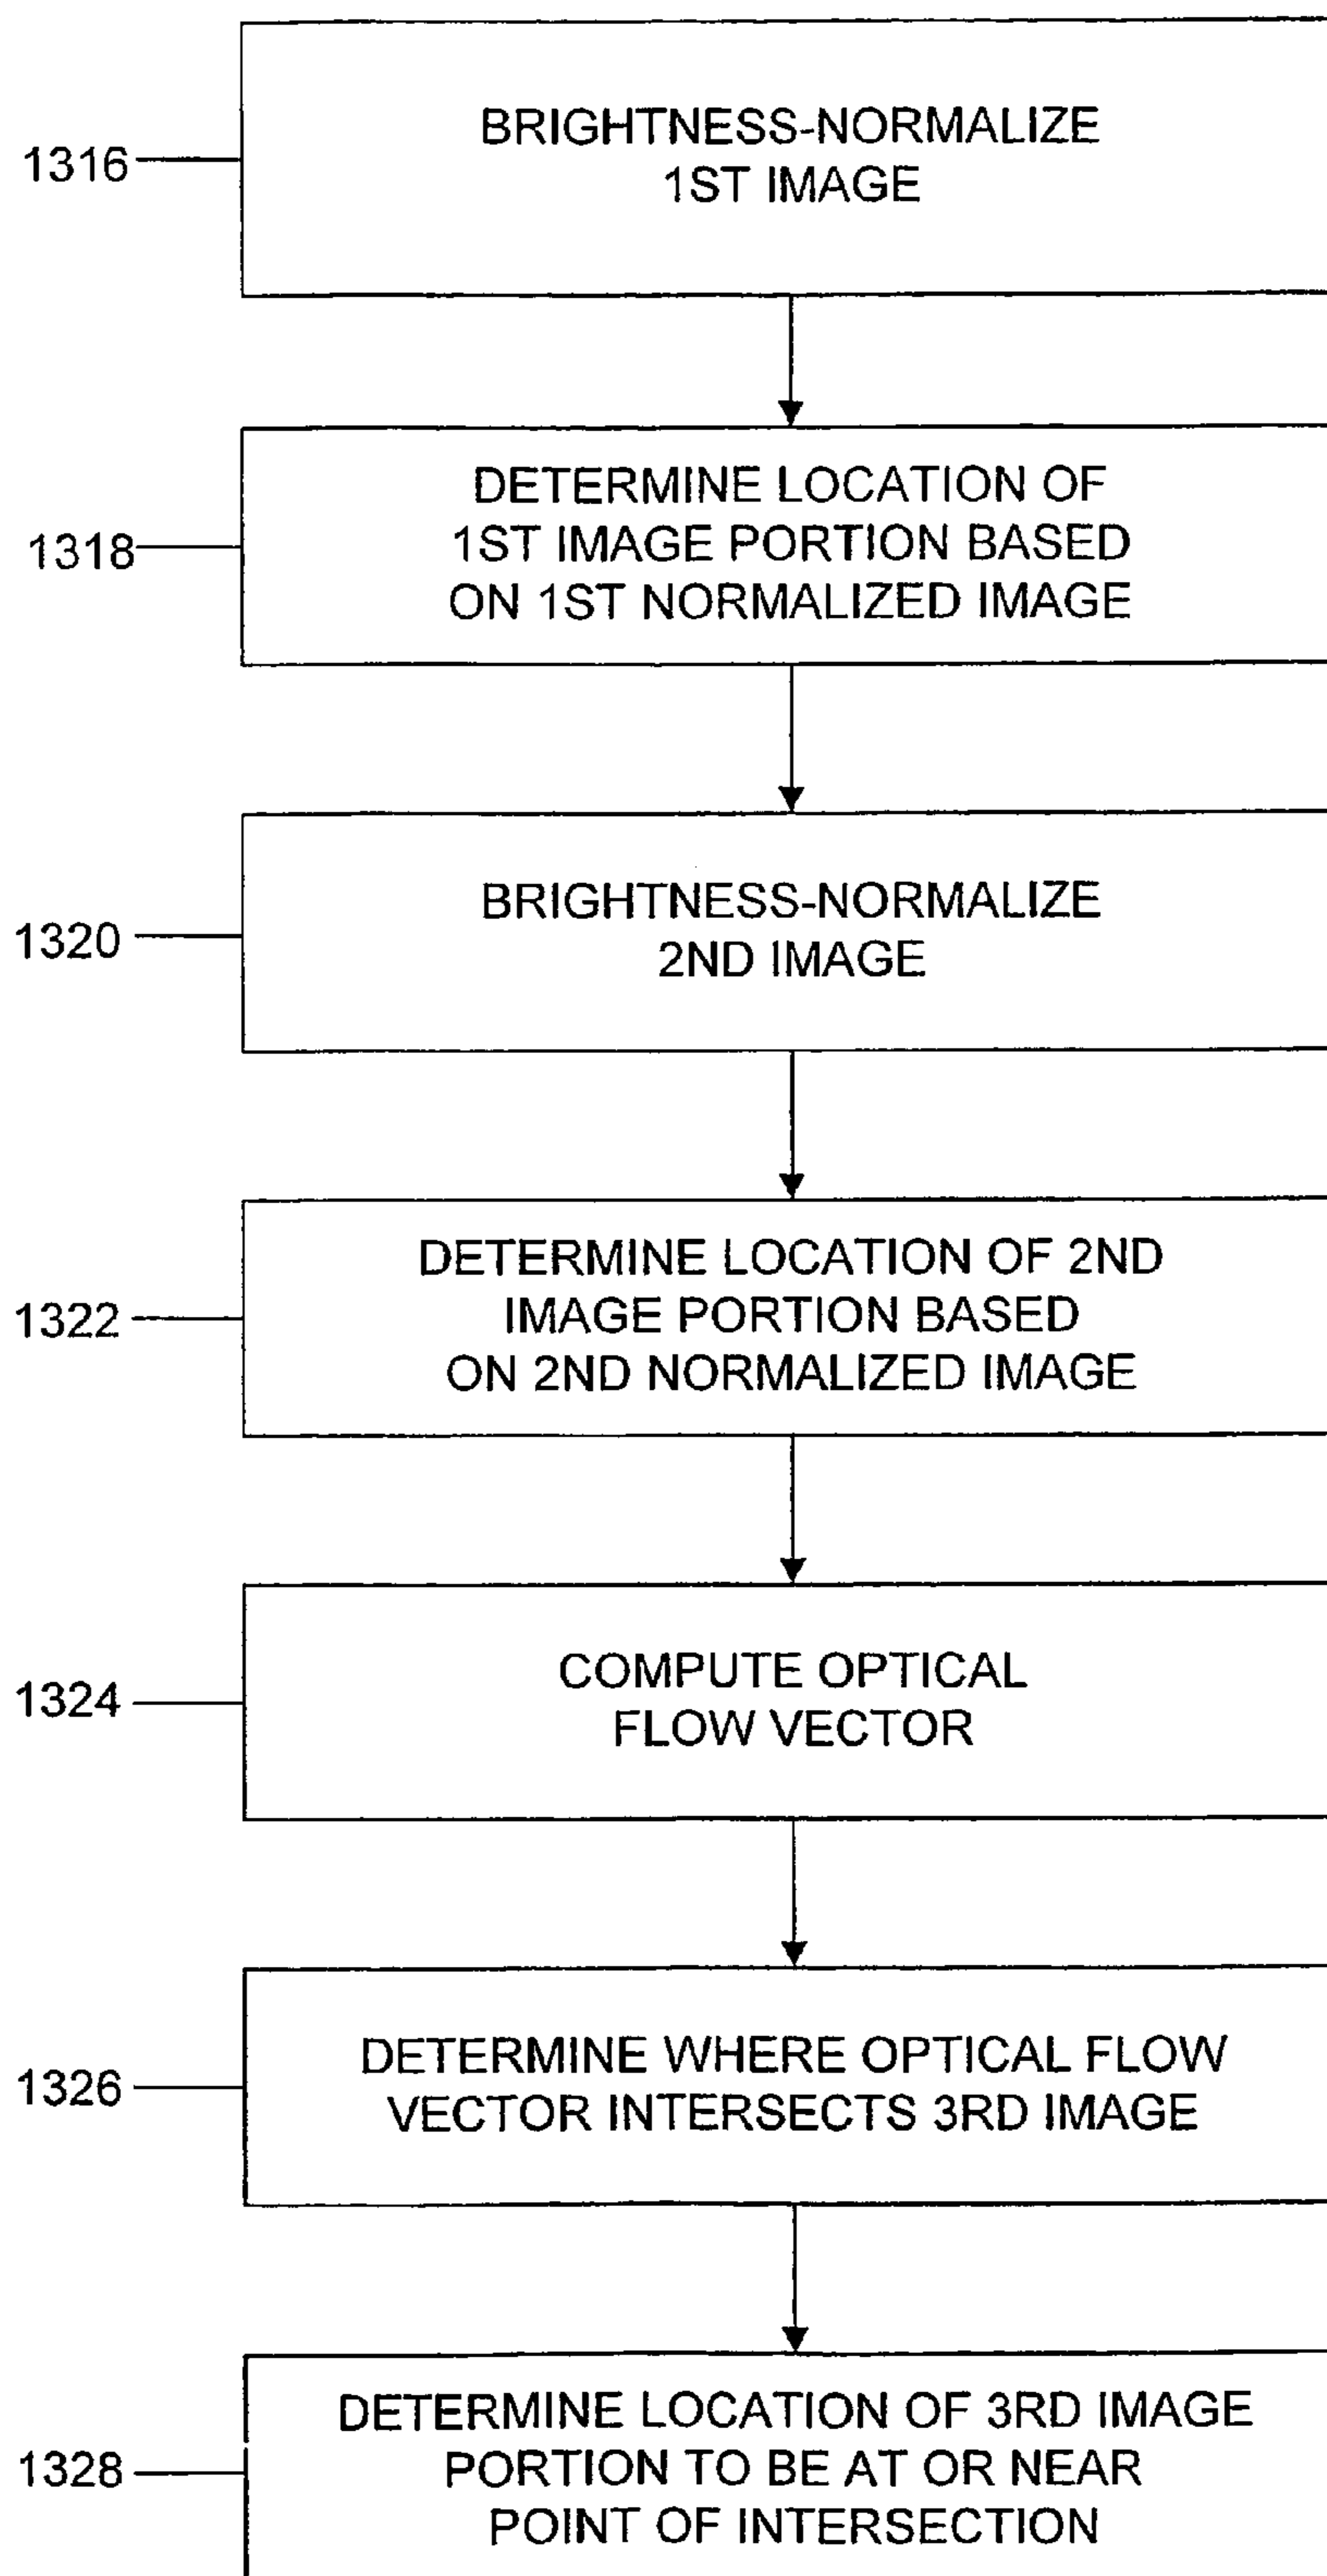 1316
BRIGHTNESS-NORMALIZE
1ST IMAGE
1318
DETERMINE LOCATION OF
1ST IMAGE PORTION BASED
ON 1ST NORMALIZED IMAGE
1320
BRIGHTNESS-NORMALIZE
2ND IMAGE
1322
DETERMINE LOCATION OF 2ND
IMAGE PORTION BASED
ON 2ND NORMALIZED IMAGE
1324
COMPUTE OPTICAL
FLOW VECTOR
1326
DETERMINE WHERE OPTICAL FLOW
VECTOR INTERSECTS 3RD IMAGE
1328
DETERMINE LOCATION OF 3RD IMAGE
PORTION TO BE AT OR NEAR
POINT OF INTERSECTION